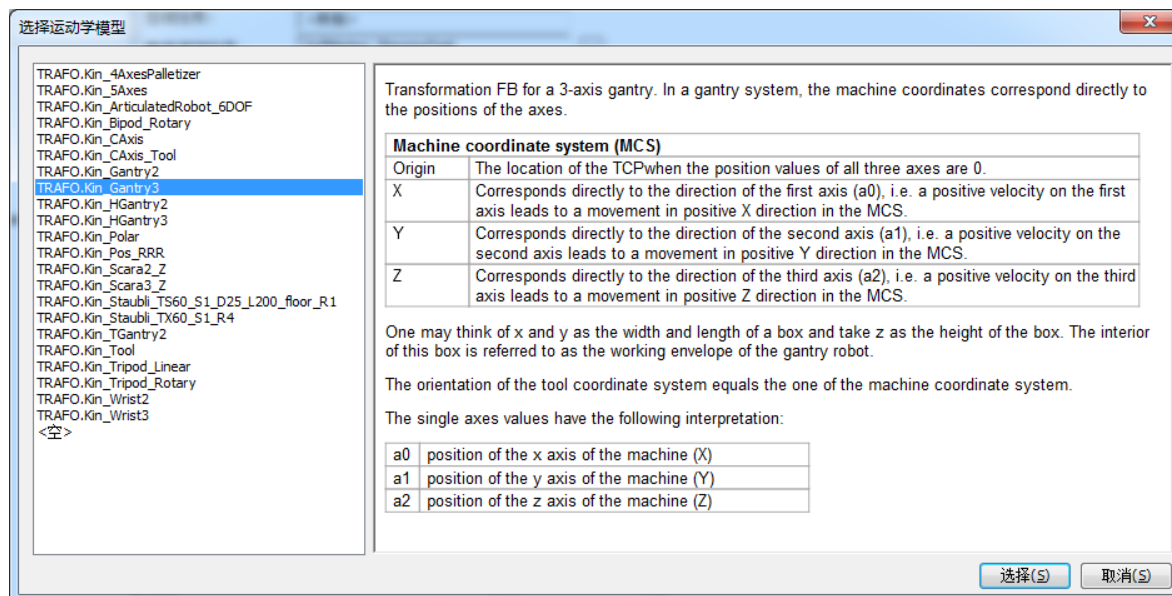 选择运动学模型
TRAFO.Kin_4AxesPalletizer
TRAFO.Kin_5Axes
TRAFO.Kin_ArticulatedRobot_6DOF
TRAFO.Kin_Bipod_Rotary
TRAFO.Kin_CAxis
TRAFO.Kin_CAxis_Tool
TRAFO.Kin_Gantry2
TRAFO.Kin_Gantry3
TRAFO.Kin_HGantry2
TRAFO.Kin_HGantry3
TRAFO.Kin_Polar
TRAFO.Kin_Pos_RRR
TRAFO.Kin_Scara2_Z
TRAFO.Kin_Scara3_Z
TRAFO.Kin_Staubli_TS60_S1_D25_L200_floor_R1
TRAFO.Kin_Staubli_TX60_S1_R4
TRAFO.Kin_TGantry2
TRAFO.Kin_Tool
TRAFO.Kin_Tripod_Linear
TRAFO.Kin_Tripod_Rotary
TRAFO.Kin_Wrist2
TRAFO.Kin_Wrist3
<空>
Transformation FB for a 3-axis gantry. In a gantry system, the machine coordinates correspond directly to
the positions of the axes.
Machine coordinate system (MCS)
Origin The location of the TCPwhen the position values of all three axes are 0.
X Corresponds directly to the direction of the first axis (a0), i.e. a positive velocity on the first
axis leads to a movement in positive X direction in the MCS.
Y Corresponds directly to the direction of the second axis (a1), i.e. a positive velocity on the
second axis leads to a movement in positive Y direction in the MCS.
Z Corresponds directly to the direction of the third axis (a2), i.e. a positive velocity on the third
axis leads to a movement in positive Z direction in the MCS.
One may think of x and y as the width and length of a box and take z as the height of the box. The interior
of this box is referred to as the working envelope of the gantry robot.
The orientation of the tool coordinate system equals the one of the machine coordinate system.
The single axes values have the following interpretation:
a0 position of the x axis of the machine (X)
a1 position of the y axis of the machine (Y)
a2 position of the z axis of the machine (Z)
选择(S) 取消(S)